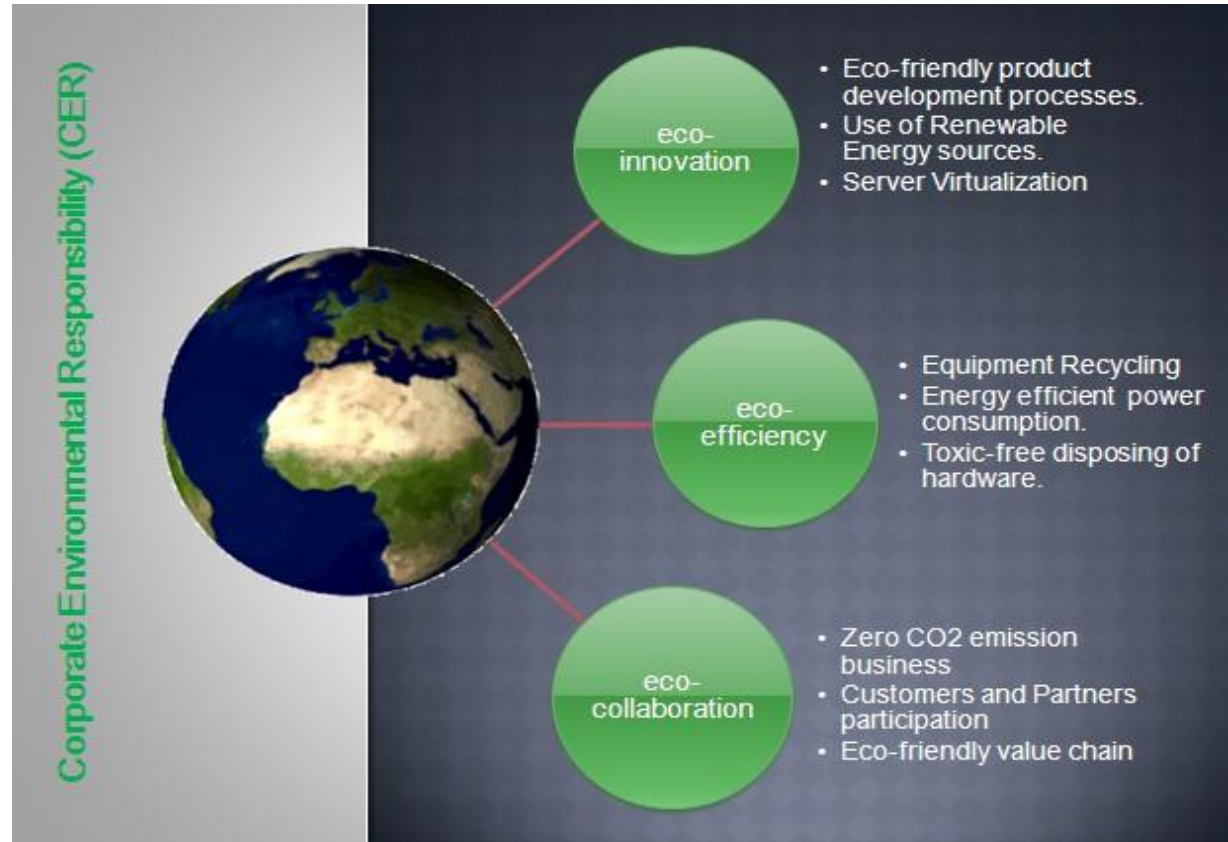 Corporate Environmental Responsibility (CER)
eco-
innovation
• Eco-friendly product
development processes.
• Use of Renewable
Energy sources.
• Server Virtualization
eco-
efficiency
• Equipment Recycling
• Energy efficient power
consumption.
• Toxic-free disposing of
hardware.
eco-
collaboration
• Zero CO2 emission
business
• Customers and Partners
participation
• Eco-friendly value chain